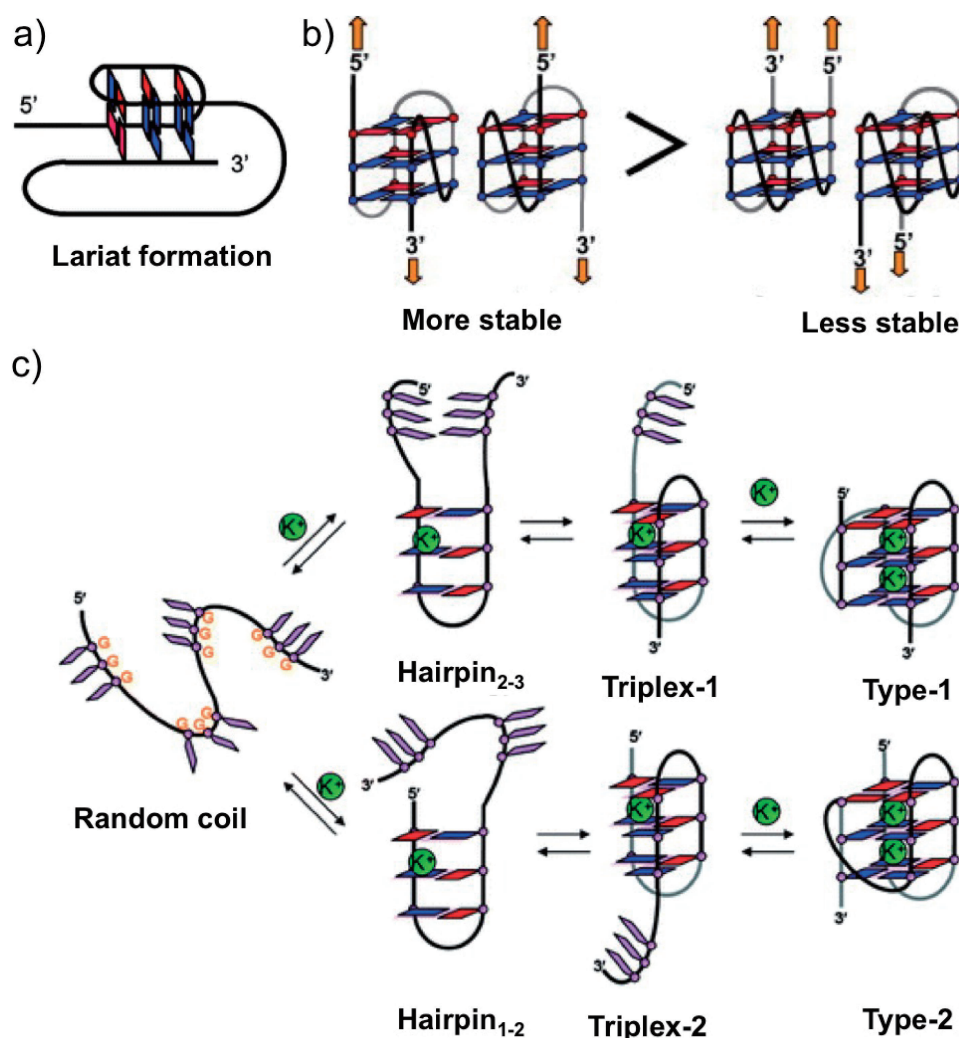 a)
5’
3’
Lariat formation
b)
5’
5’
3’
3’
More stable
>
3’
5’
3’
5’
Less stable
c)
5′
G
G
G
G
G
G
G
G
G
G
G
G
3′
Random coil
K+
K+
5′
3′
K+
Hairpin2-3
5′
K+
3′
Triplex-1
K+
5′
K+
K+
3′
Type-1
3′
5′
K+
Hairpin1-2
5′
K+
3′
Triplex-2
K+
5′
K+
K+
3′
Type-2